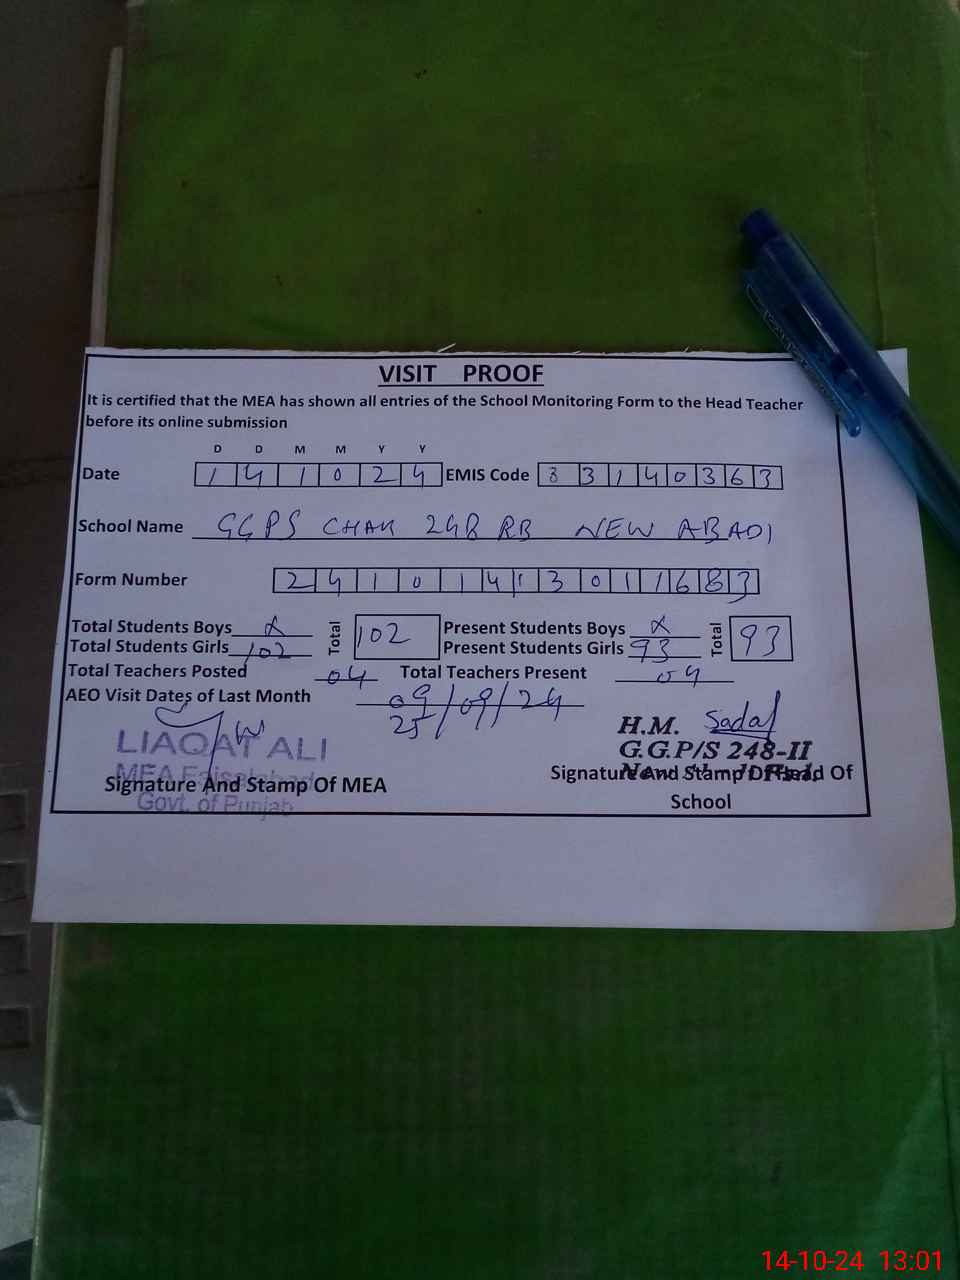 VISIT PROOF
It is certified that the MEA has shown all entries of the School Monitoring Form to the Head Teacher
before its online submission
D D M M Y Y
Date 1 4 1 0 2 4 EMIS Code 3 3 1 4 0 3 6 3
School Name GGPS CHAK 248 RB NEW ABADI
Form Number 2 4 1 0 1 4 1 3 0 1 1 6 8 3
Total Students Boys x Total 102 Present Students Boys x Total 93
Total Students Girls 102 Present Students Girls 93
Total Teachers Posted 04 Total Teachers Present 04
AEO Visit Dates of Last Month 09/09/24
25
H.M. Sadaf
LIAQAT ALI G.G.P/S 248-II
MEA Faisalabad
Signature And Stamp Of MEA Signature And Stamp Of Head Of
Govt. of Punjab School
14-10-24 13:01